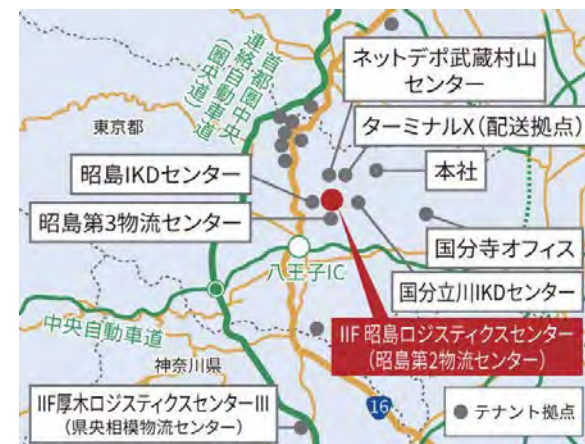 首都圏中央
連絡自動車道
(圏央道)
ネットデポ武蔵村山
センター
東京都
ターミナルX(配送拠点)
昭島IKDセンター
本社
昭島第3物流センター
国分寺オフィス
八王子IC
国分立川IKDセンター
中央自動車道
IIF 昭島ロジスティクスセンター
(昭島第2物流センター)
神奈川県
IIF厚木ロジスティクスセンターIII
(県央相模物流センター)
16
テナント拠点